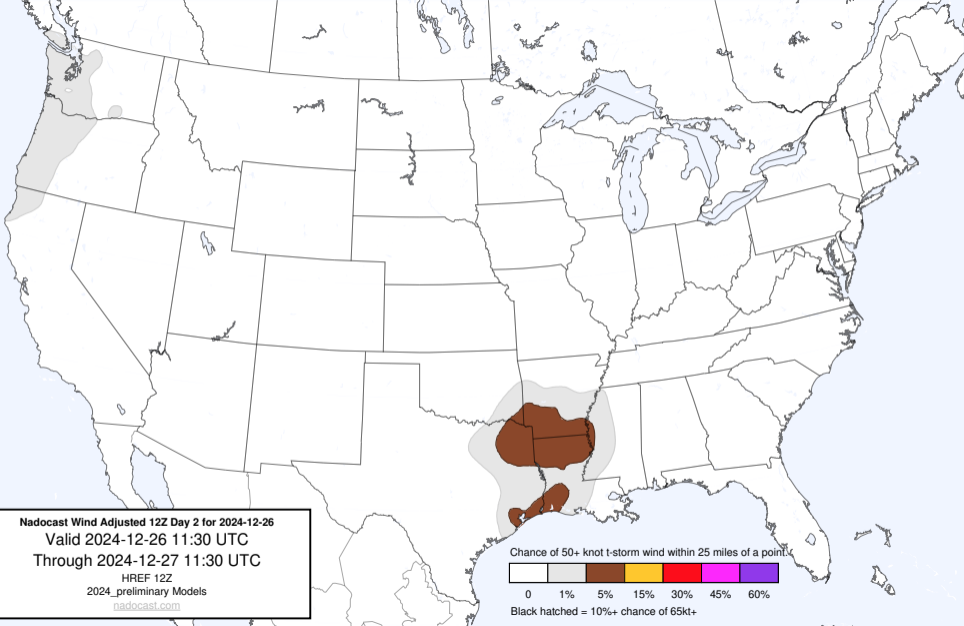 Nadocast Wind Adjusted 12Z Day 2 for 2024-12-26
Valid 2024-12-26 11:30 UTC
Through 2024-12-27 11:30 UTC
HREF 12Z
2024_preliminary Models
nadocast.com
Chance of 50+ knot t-storm wind within 25 miles of a point.
0 1% 5% 15% 30% 45% 60%
Black hatched = 10%+ chance of 65kt+